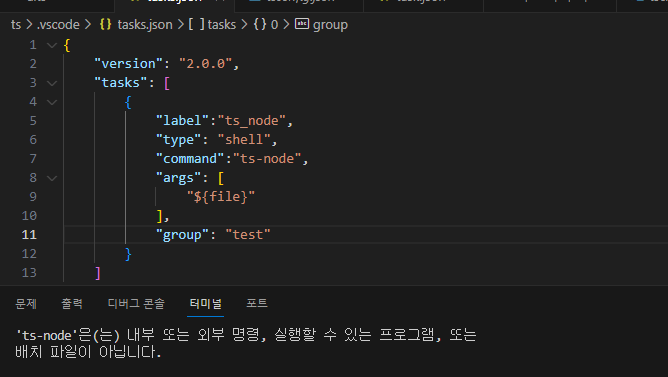 tasks.json
ts > .vscode > {} tasks.json > [ ] tasks > {} 0 > abc group
1 {
2 "version": "2.0.0",
3 "tasks": [
4 {
5 "label":"ts_node",
6 "type": "shell",
7 "command":"ts-node",
8 "args": [
9 "${file}"
10 ],
11 "group": "test"
12 }
13 ]
문제 출력 디버그 콘솔 터미널 포트
'ts-node'은(는) 내부 또는 외부 명령, 실행할 수 있는 프로그램, 또는
배치 파일이 아닙니다.